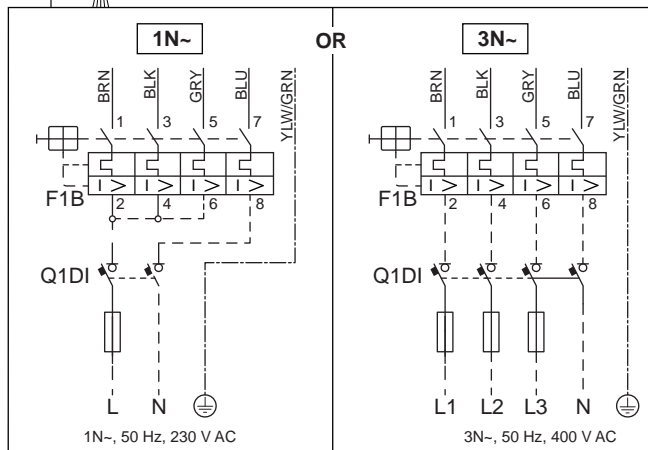 1N~
OR
3N~
BRN BLK GRY BLU YLW/GRN
1 3 5 7
F1B
I> I> I> I>
2 4 6 8
Q1DI
L N
1N~, 50 Hz, 230 V AC
BRN BLK GRY BLU YLW/GRN
1 3 5 7
F1B
I> I> I> I>
2 4 6 8
Q1DI
L1 L2 L3 N
3N~, 50 Hz, 400 V AC